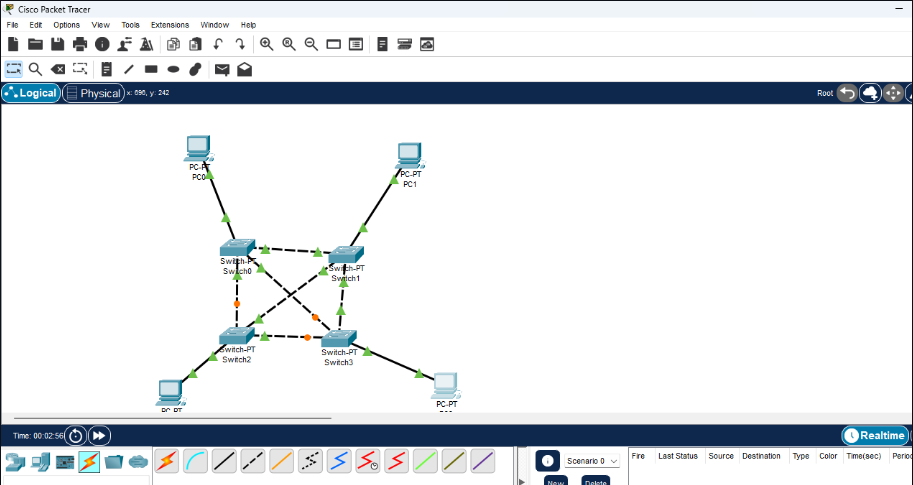 Cisco Packet Tracer
File Edit Options View Tools Extensions Window Help
Logical Physical x: 696, y: 242 Root
PC-PT
PC0
PC-PT
PC1
Switch-PT
Switch0
Switch-PT
Switch1
Switch-PT
Switch2
Switch-PT
Switch3
PC-PT
PC-PT
Time: 00:02:56 Realtime
Scenario 0 Fire Last Status Source Destination Type Color Time(sec) Perio
New Delete